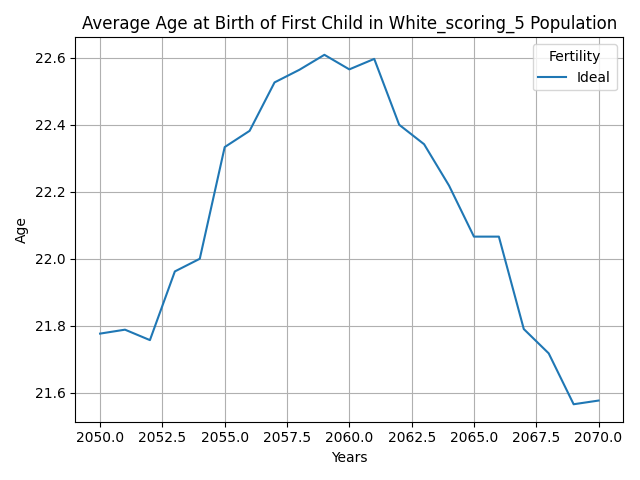 Average Age at Birth of First Child in White_scoring_5 Population
Fertility
Ideal
22.6
22.4
22.2
22.0
21.8
21.6
Age
2050.0 2052.5 2055.0 2057.5 2060.0 2062.5 2065.0 2067.5 2070.0
Years